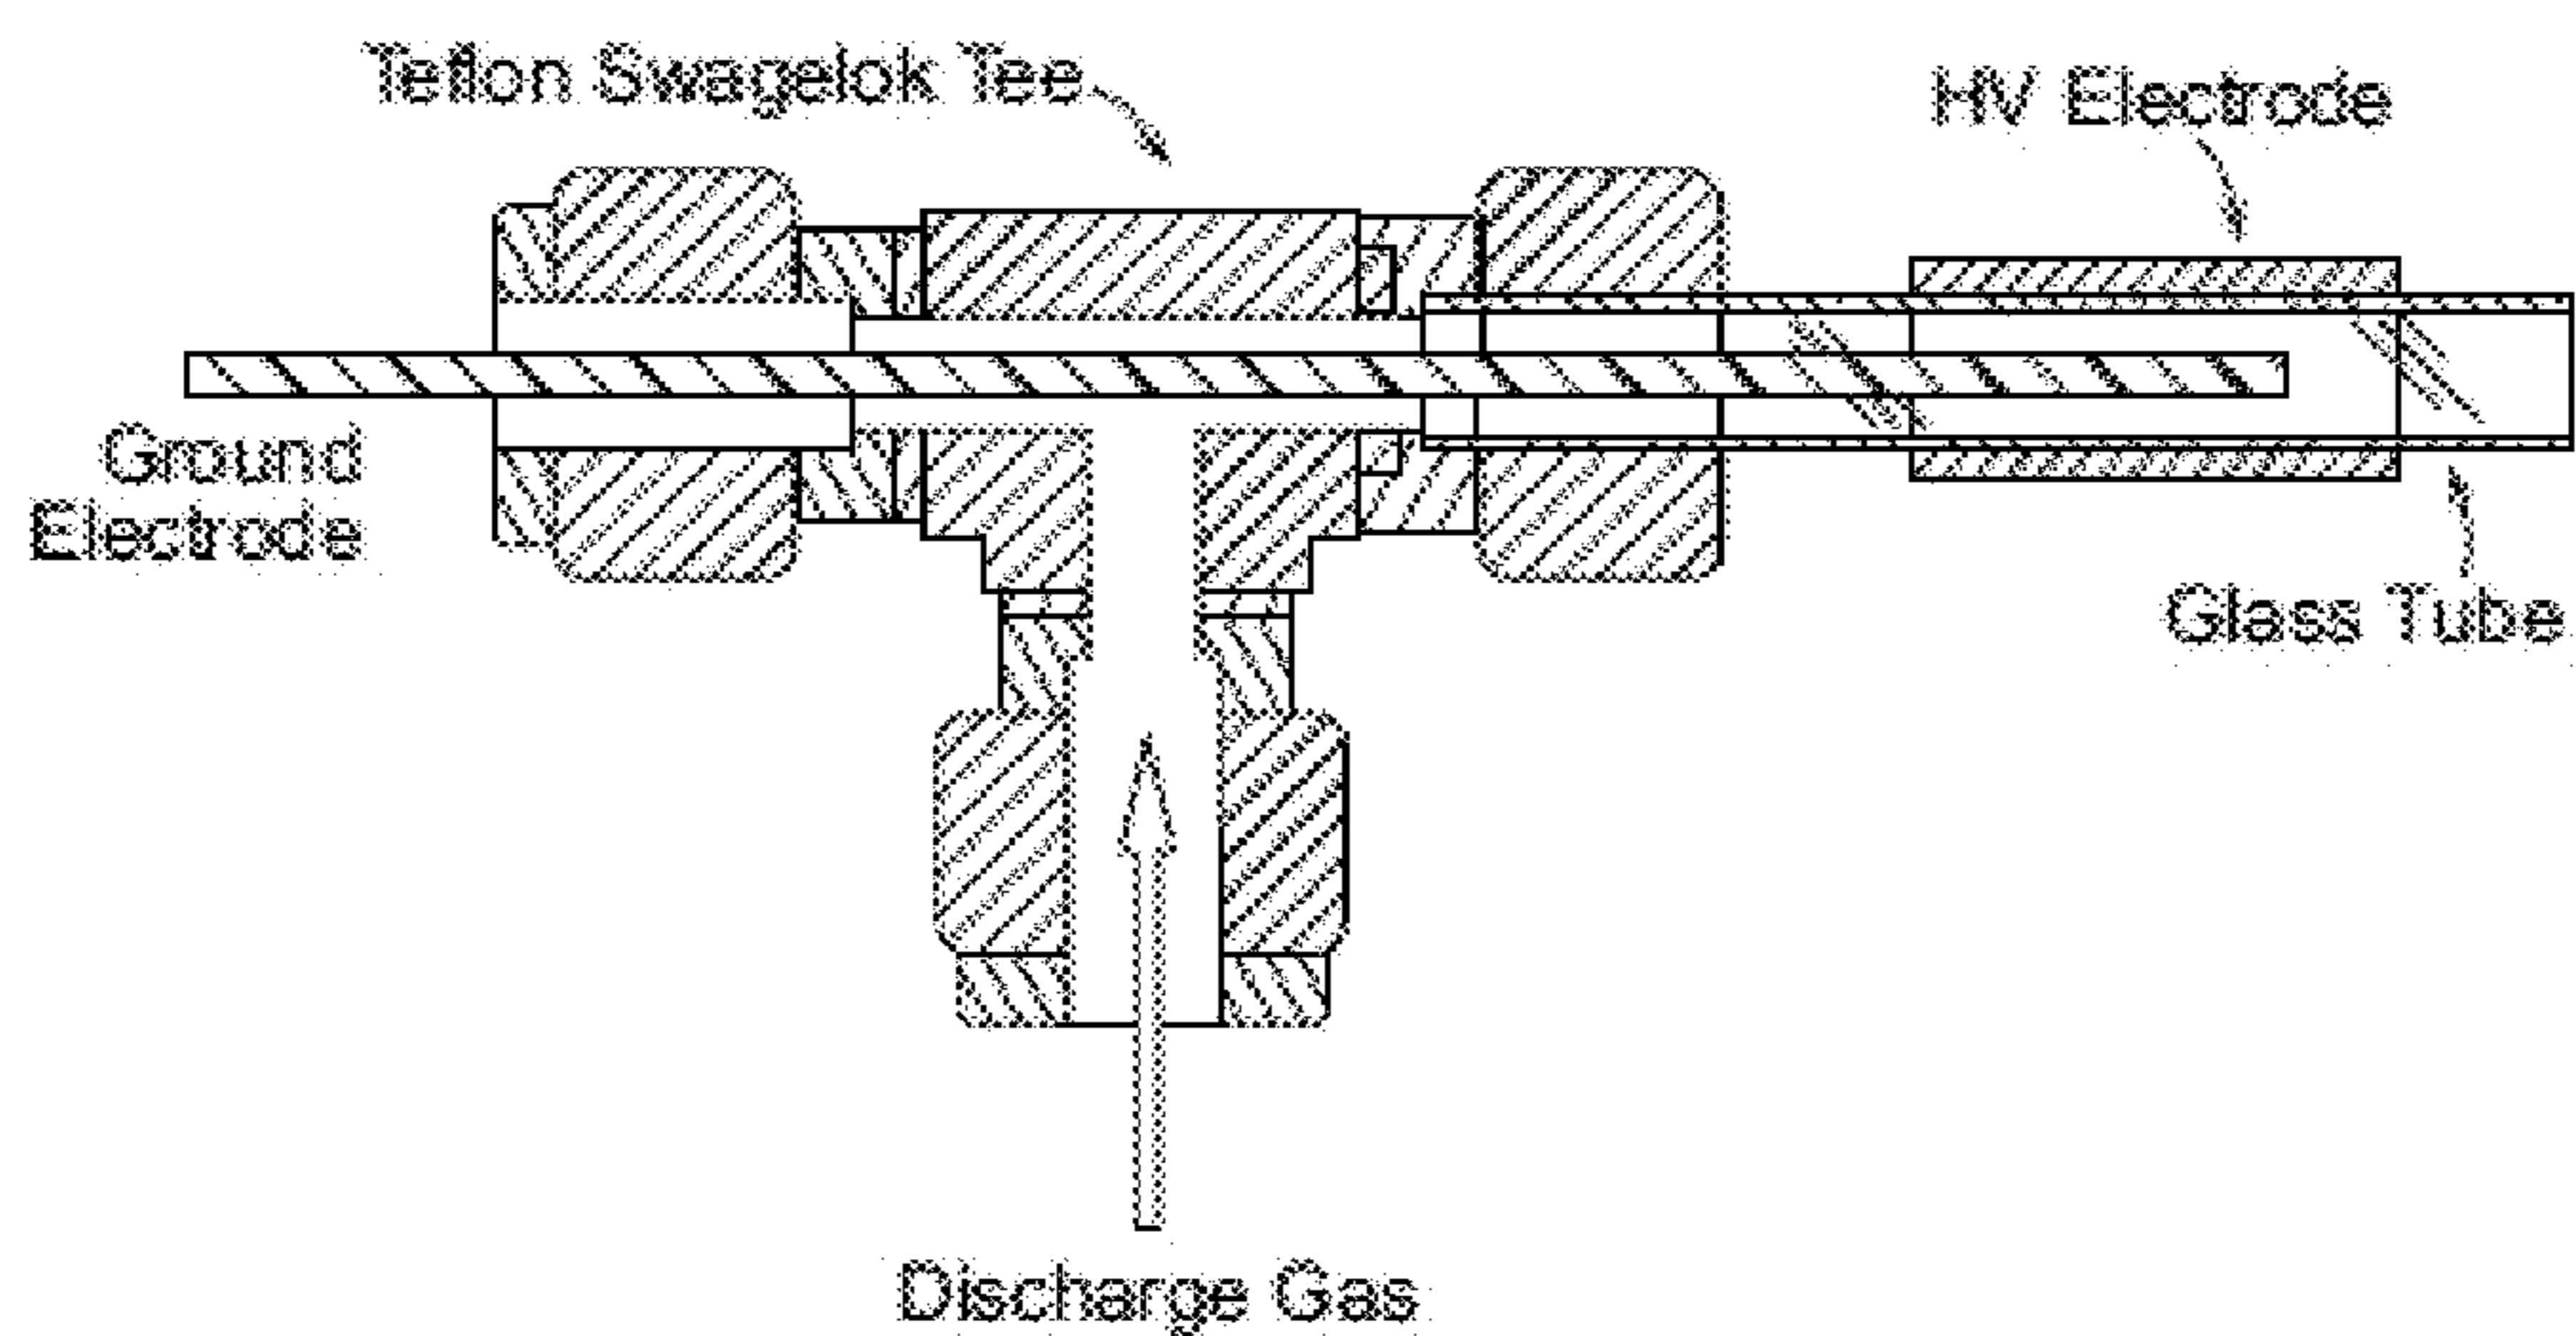 Teflon Swagelok Tee
HV Electrode
Ground
Electrode
Glass Tube
Discharge Gas